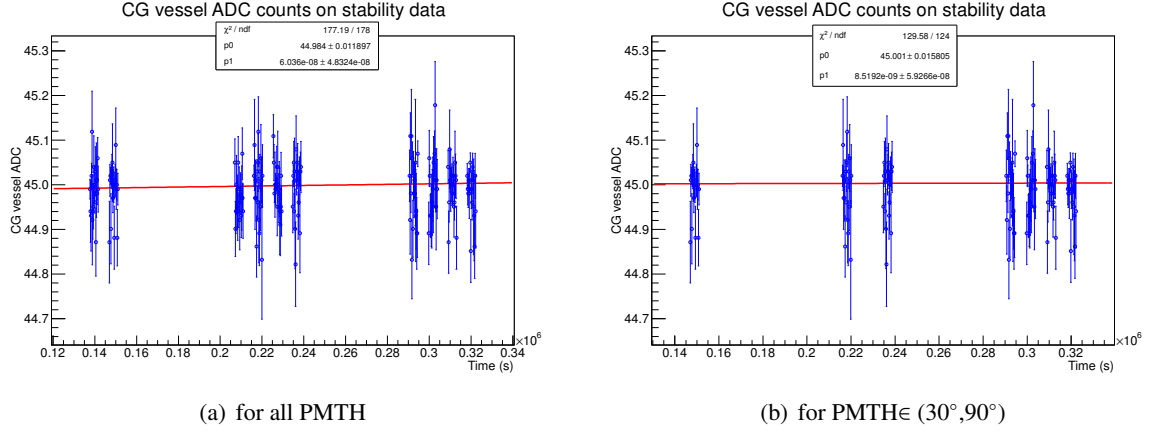 CG vessel ADC counts on stability data
χ² / ndf 177.19 / 178
p0 44.984 ± 0.011897
p1 6.036e-08 ± 4.8324e-08
CG vessel ADC
45.3
45.2
45.1
45.0
44.9
44.8
44.7
0.12 0.14 0.16 0.18 0.2 0.22 0.24 0.26 0.28 0.3 0.32 0.34
×10⁶
Time (s)
(a) for all PMTH
CG vessel ADC counts on stability data
χ² / ndf 129.58 / 124
p0 45.001 ± 0.015805
p1 8.5192e-09 ± 5.9266e-08
CG vessel ADC
45.3
45.2
45.1
45.0
44.9
44.8
44.7
0.14 0.16 0.18 0.2 0.22 0.24 0.26 0.28 0.3 0.32
×10⁶
Time (s)
(b) for PMTH∈ (30°,90°)